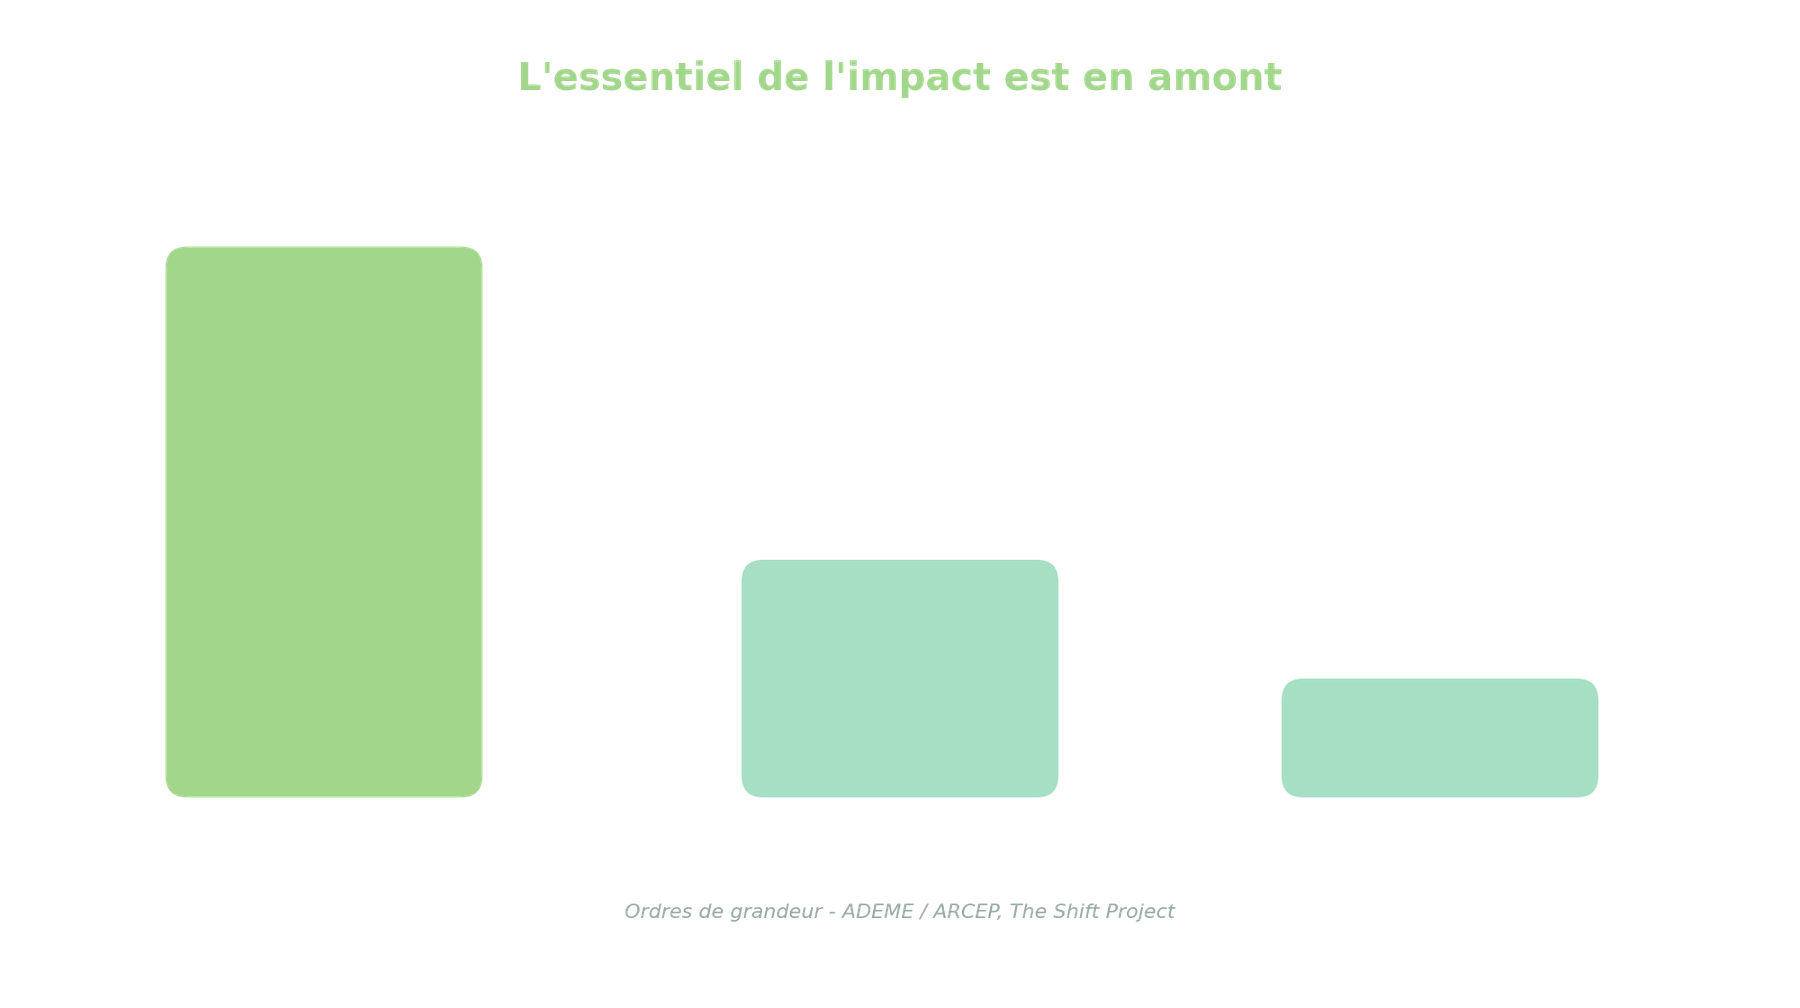 L'essentiel de l'impact est en amont
Ordres de grandeur - ADEME / ARCEP, The Shift Project